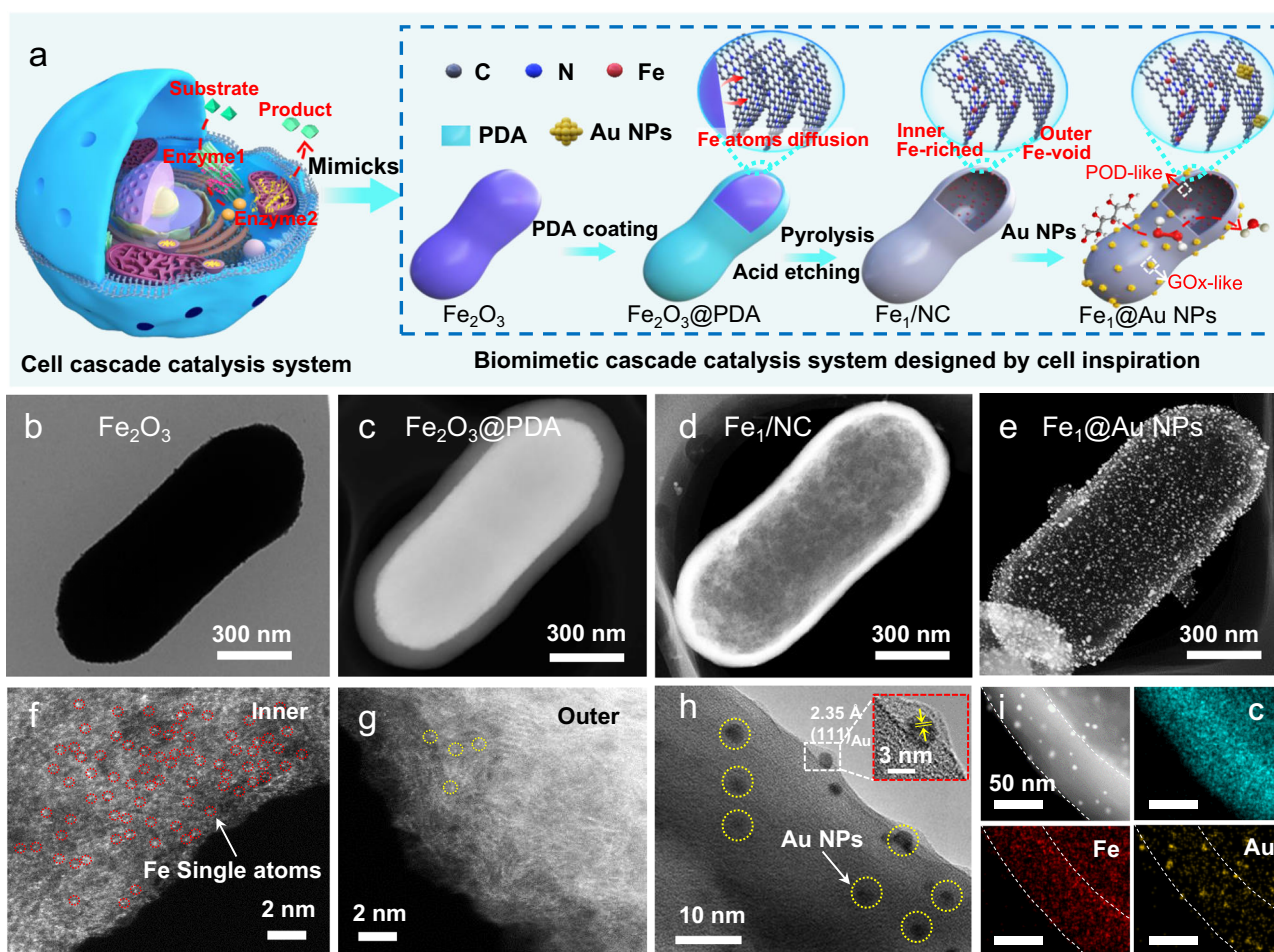 a
Substrate
Product
Enzyme1
Enzyme2
Mimicks
C
N
Fe
PDA
Au NPs
Fe atoms diffusion
Inner
Fe-riched
Outer
Fe-void
POD-like
GOx-like
PDA coating
Pyrolysis
Acid etching
Au NPs
Fe₂O₃
Fe₂O₃@PDA
Fe₁/NC
Fe₁@Au NPs
Cell cascade catalysis system
Biomimetic cascade catalysis system designed by cell inspiration
b
Fe₂O₃
300 nm
c
Fe₂O₃@PDA
300 nm
d
Fe₁/NC
300 nm
e
Fe₁@Au NPs
300 nm
f
Inner
Fe Single atoms
2 nm
g
Outer
2 nm
h
2.35 Å
(111) Au
3 nm
Au NPs
10 nm
i
50 nm
c
Fe
Au